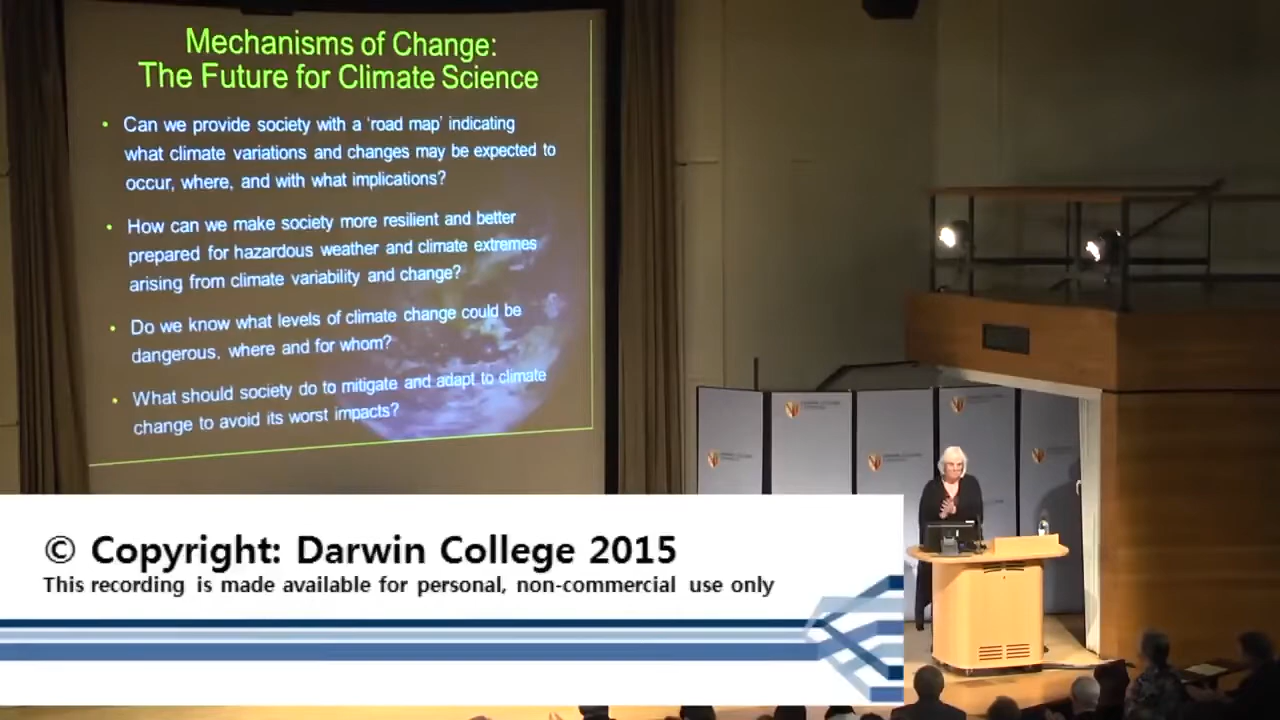 Mechanisms of Change:
The Future for Climate Science
• Can we provide society with a ‘road map’ indicating
what climate variations and changes may be expected to
occur, where, and with what implications?
• How can we make society more resilient and better
prepared for hazardous weather and climate extremes
arising from climate variability and change?
• Do we know what levels of climate change could be
dangerous, where and for whom?
• What should society do to mitigate and adapt to climate
change to avoid its worst impacts?
© Copyright: Darwin College 2015
This recording is made available for personal, non-commercial use only